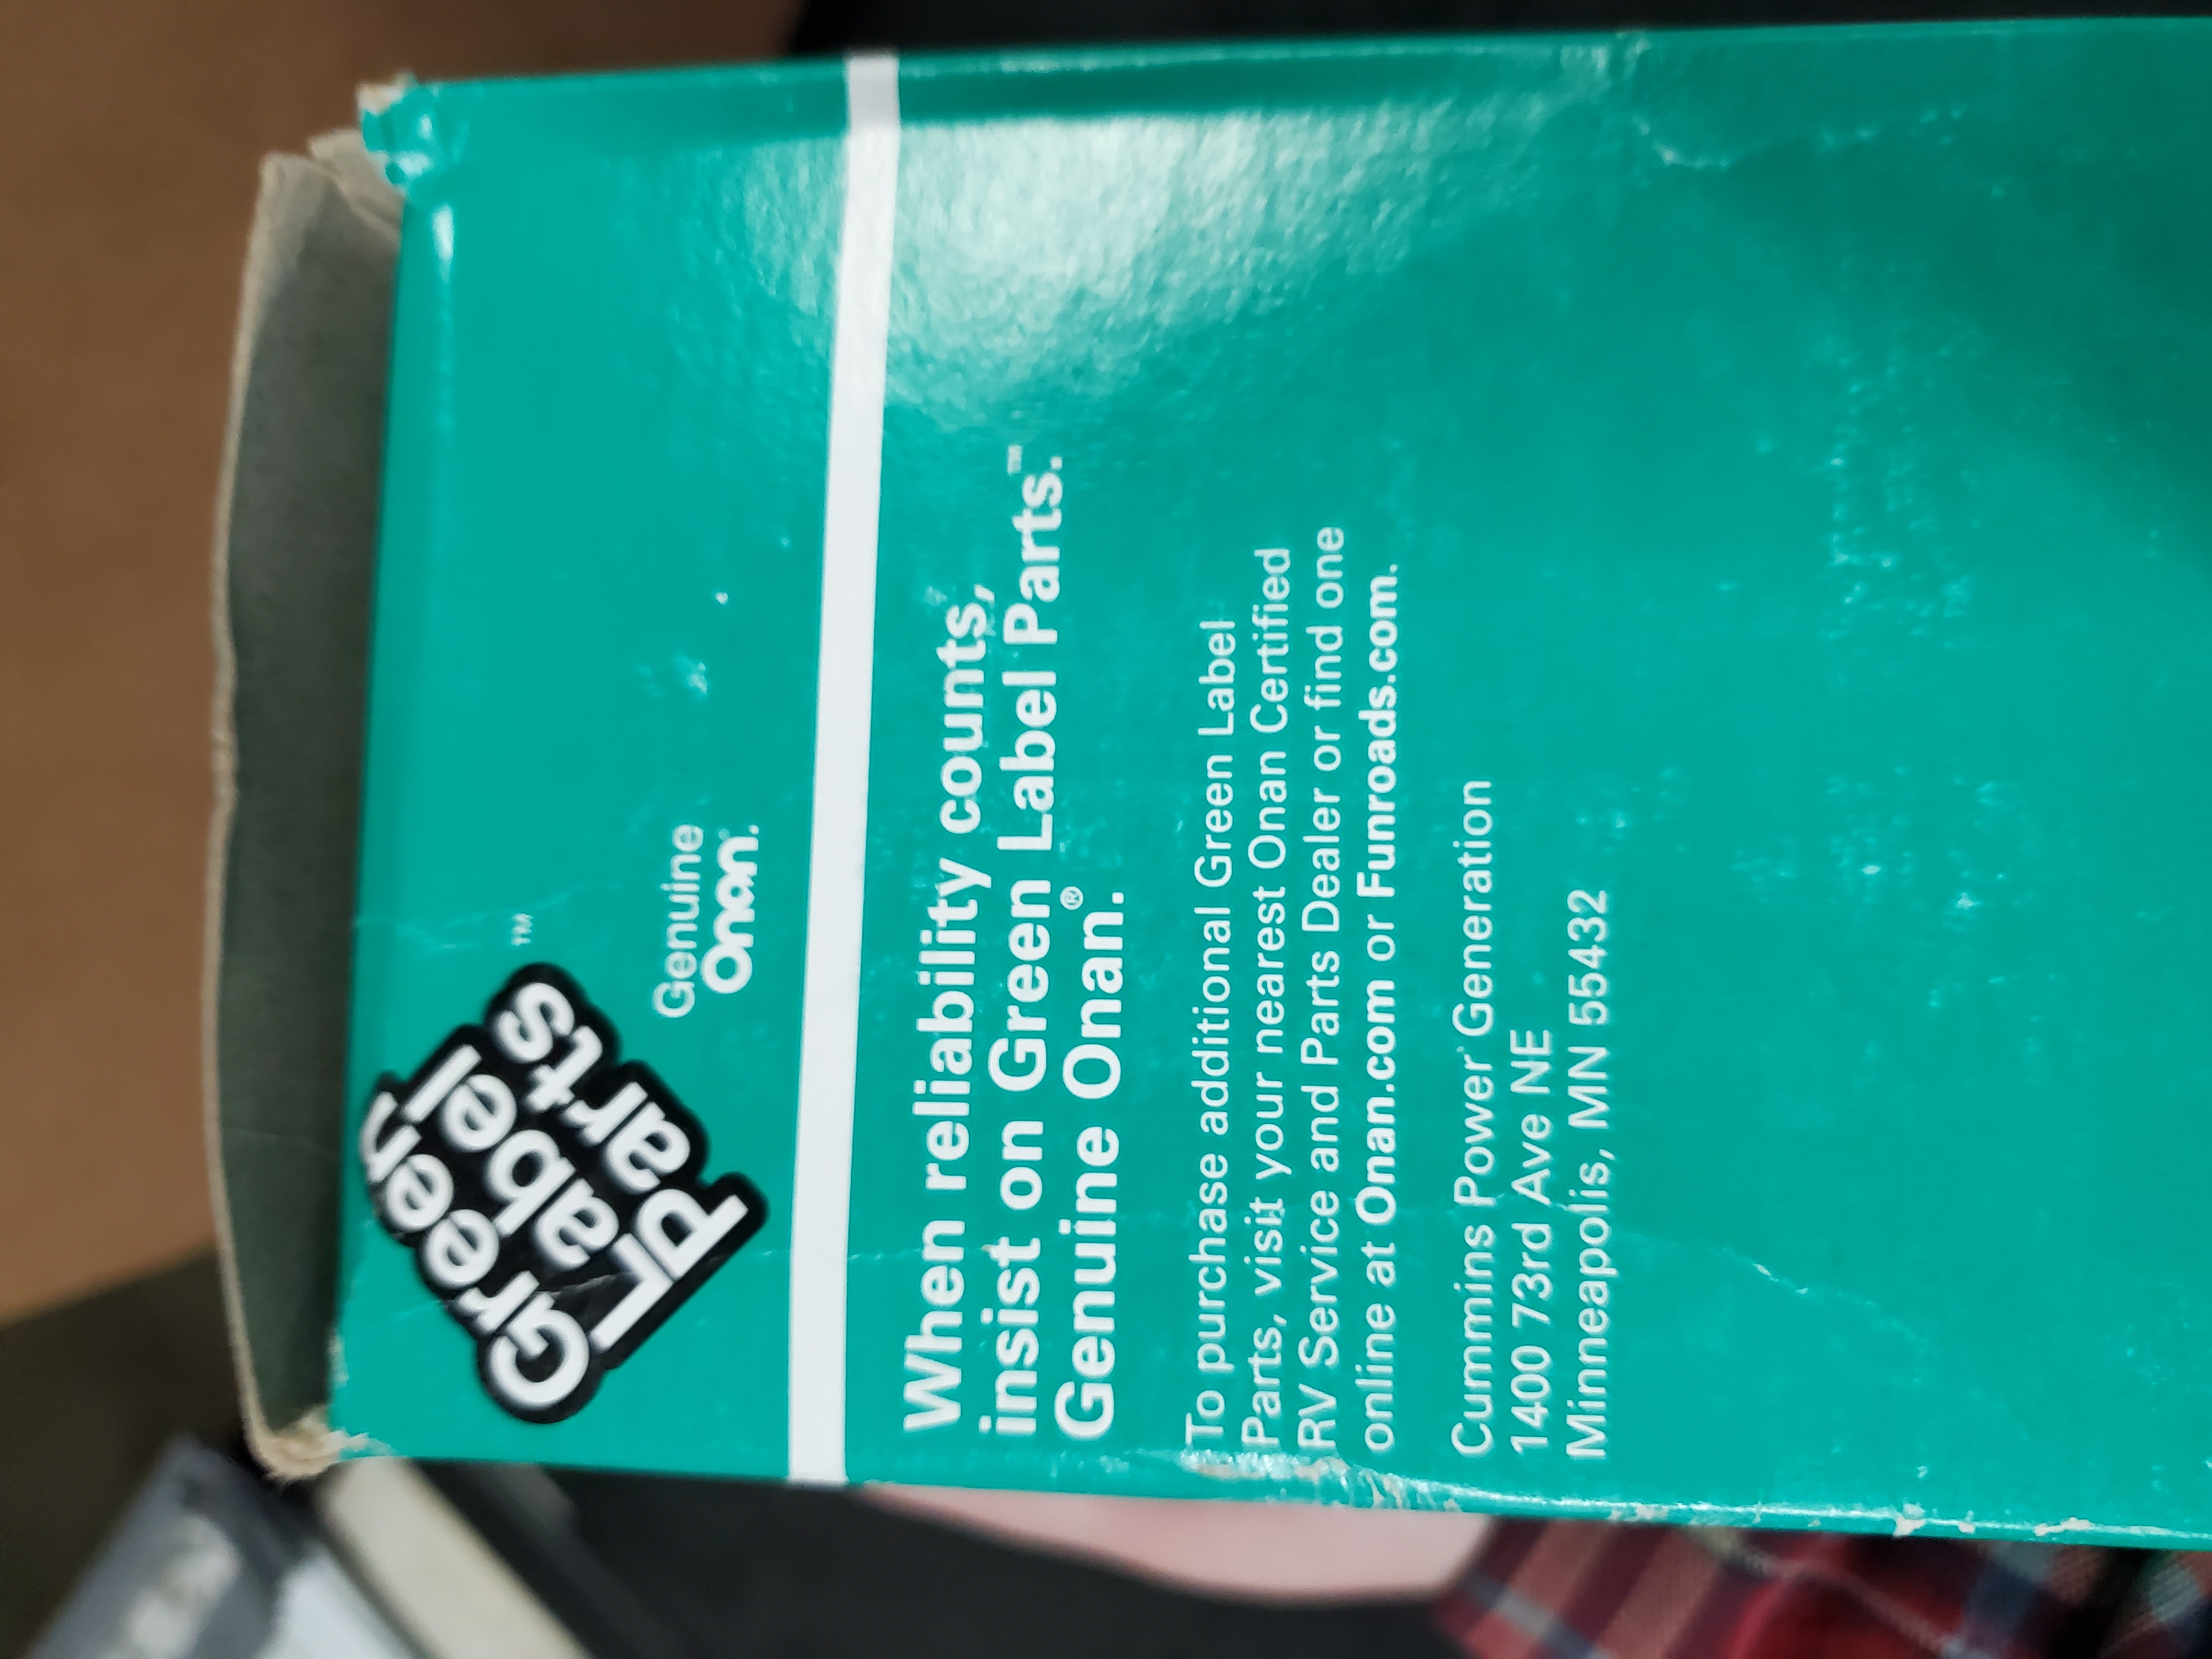 Green
Label
Parts
™
Genuine
Onan.
When reliability counts,
insist on Green Label Parts.™
Genuine Onan.®
To purchase additional Green Label
Parts, visit your nearest Onan Certified
RV Service and Parts Dealer or find one
online at Onan.com or Funroads.com.
Cummins Power Generation
1400 73rd Ave NE
Minneapolis, MN 55432